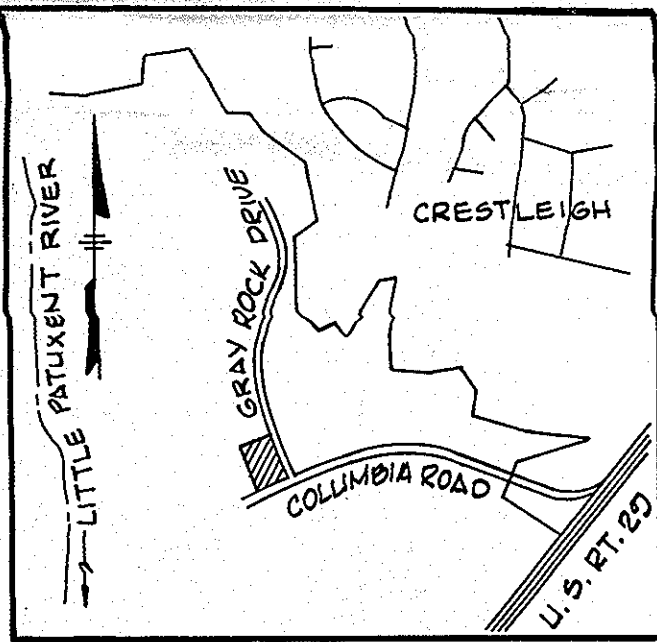 LITTLE PATUXENT RIVER
GRAY ROCK DRIVE
CRESTLEIGH
COLUMBIA ROAD
U.S. RT. 29